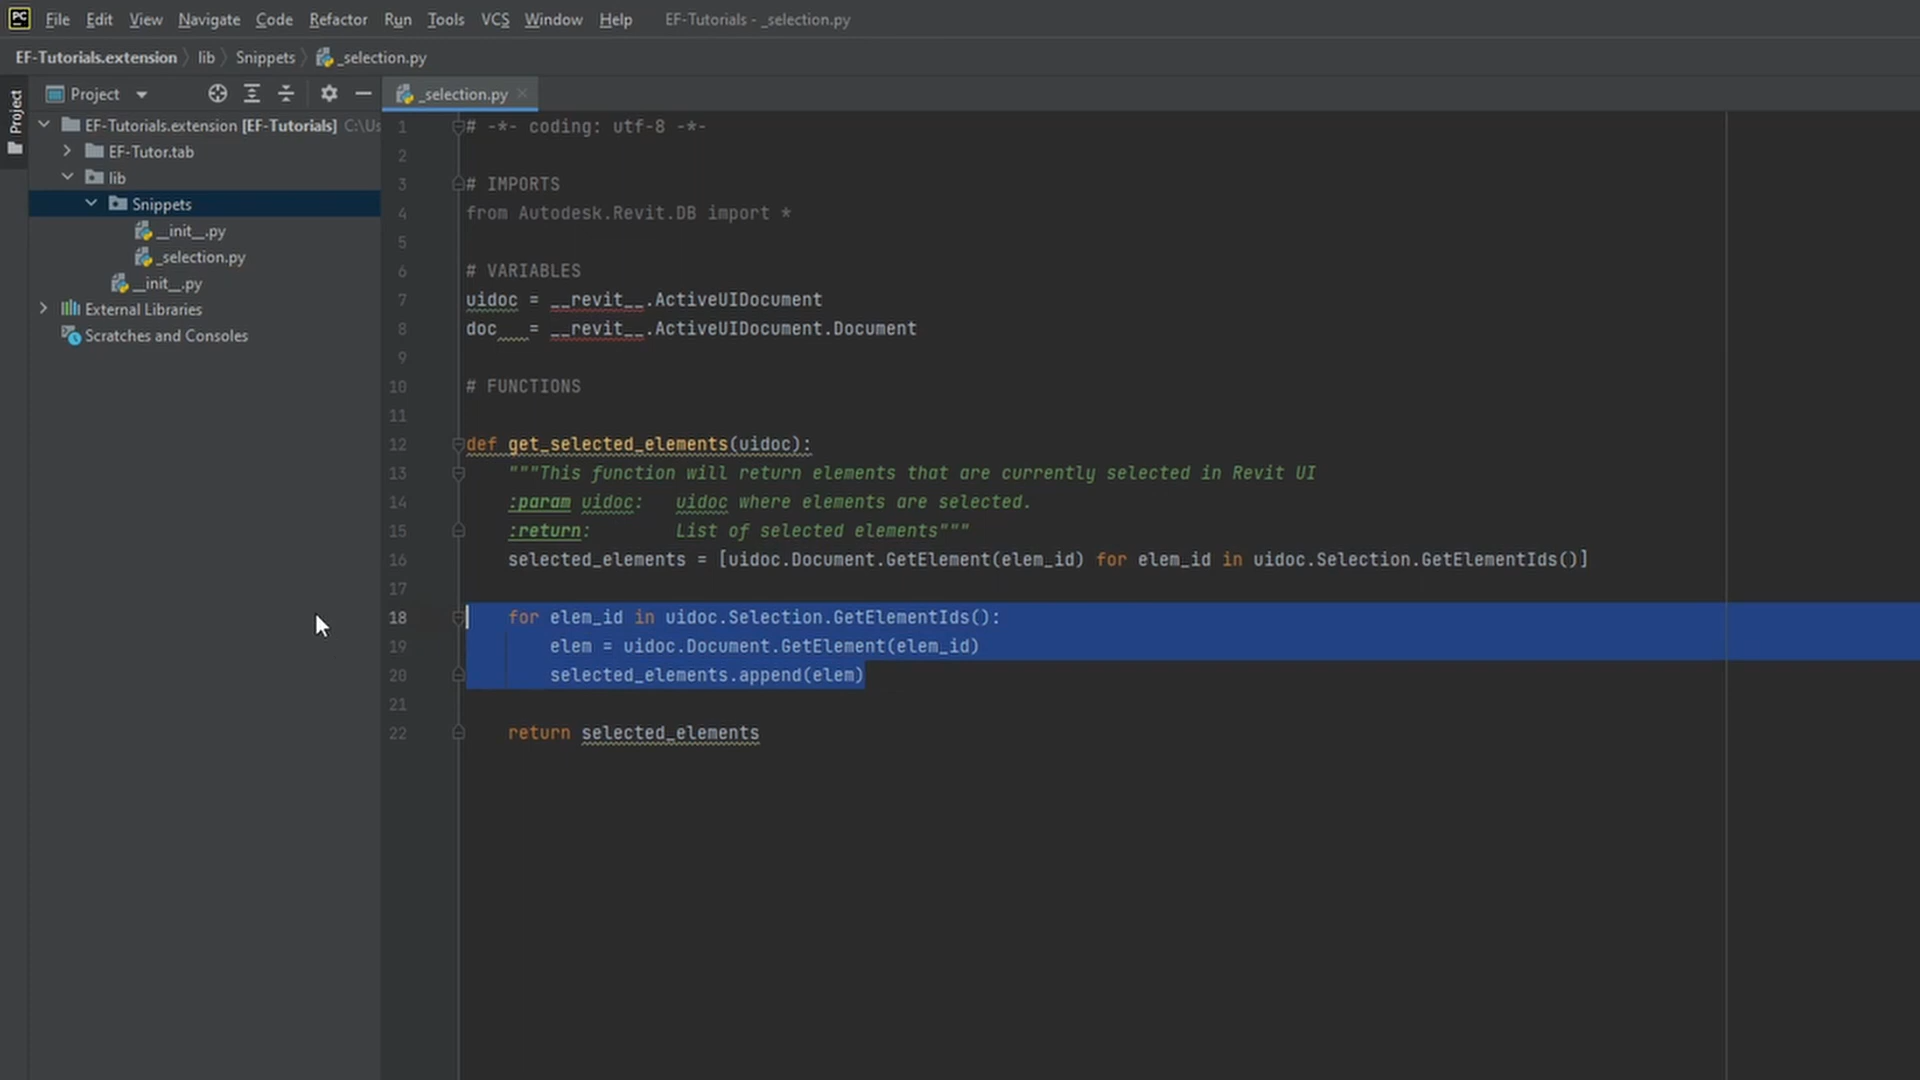 PC File Edit View Navigate Code Refactor Run Tools VCS Window Help EF-Tutorials - _selection.py
EF-Tutorials.extension lib Snippets _selection.py
Project
Project
_selection.py
EF-Tutorials.extension [EF-Tutorials] C:\Us
EF-Tutor.tab
lib
Snippets
__init__.py
_selection.py
__init__.py
External Libraries
Scratches and Consoles
1 # -*- coding: utf-8 -*-
2
3 # IMPORTS
4 from Autodesk.Revit.DB import *
5
6 # VARIABLES
7 uidoc = __revit__.ActiveUIDocument
8 doc   = __revit__.ActiveUIDocument.Document
9
10 # FUNCTIONS
11
12 def get_selected_elements(uidoc):
13     """This function will return elements that are currently selected in Revit UI
14     :param uidoc:   uidoc where elements are selected.
15     :return:        List of selected elements"""
16     selected_elements = [uidoc.Document.GetElement(elem_id) for elem_id in uidoc.Selection.GetElementIds()]
17
18     for elem_id in uidoc.Selection.GetElementIds():
19         elem = uidoc.Document.GetElement(elem_id)
20         selected_elements.append(elem)
21
22     return selected_elements